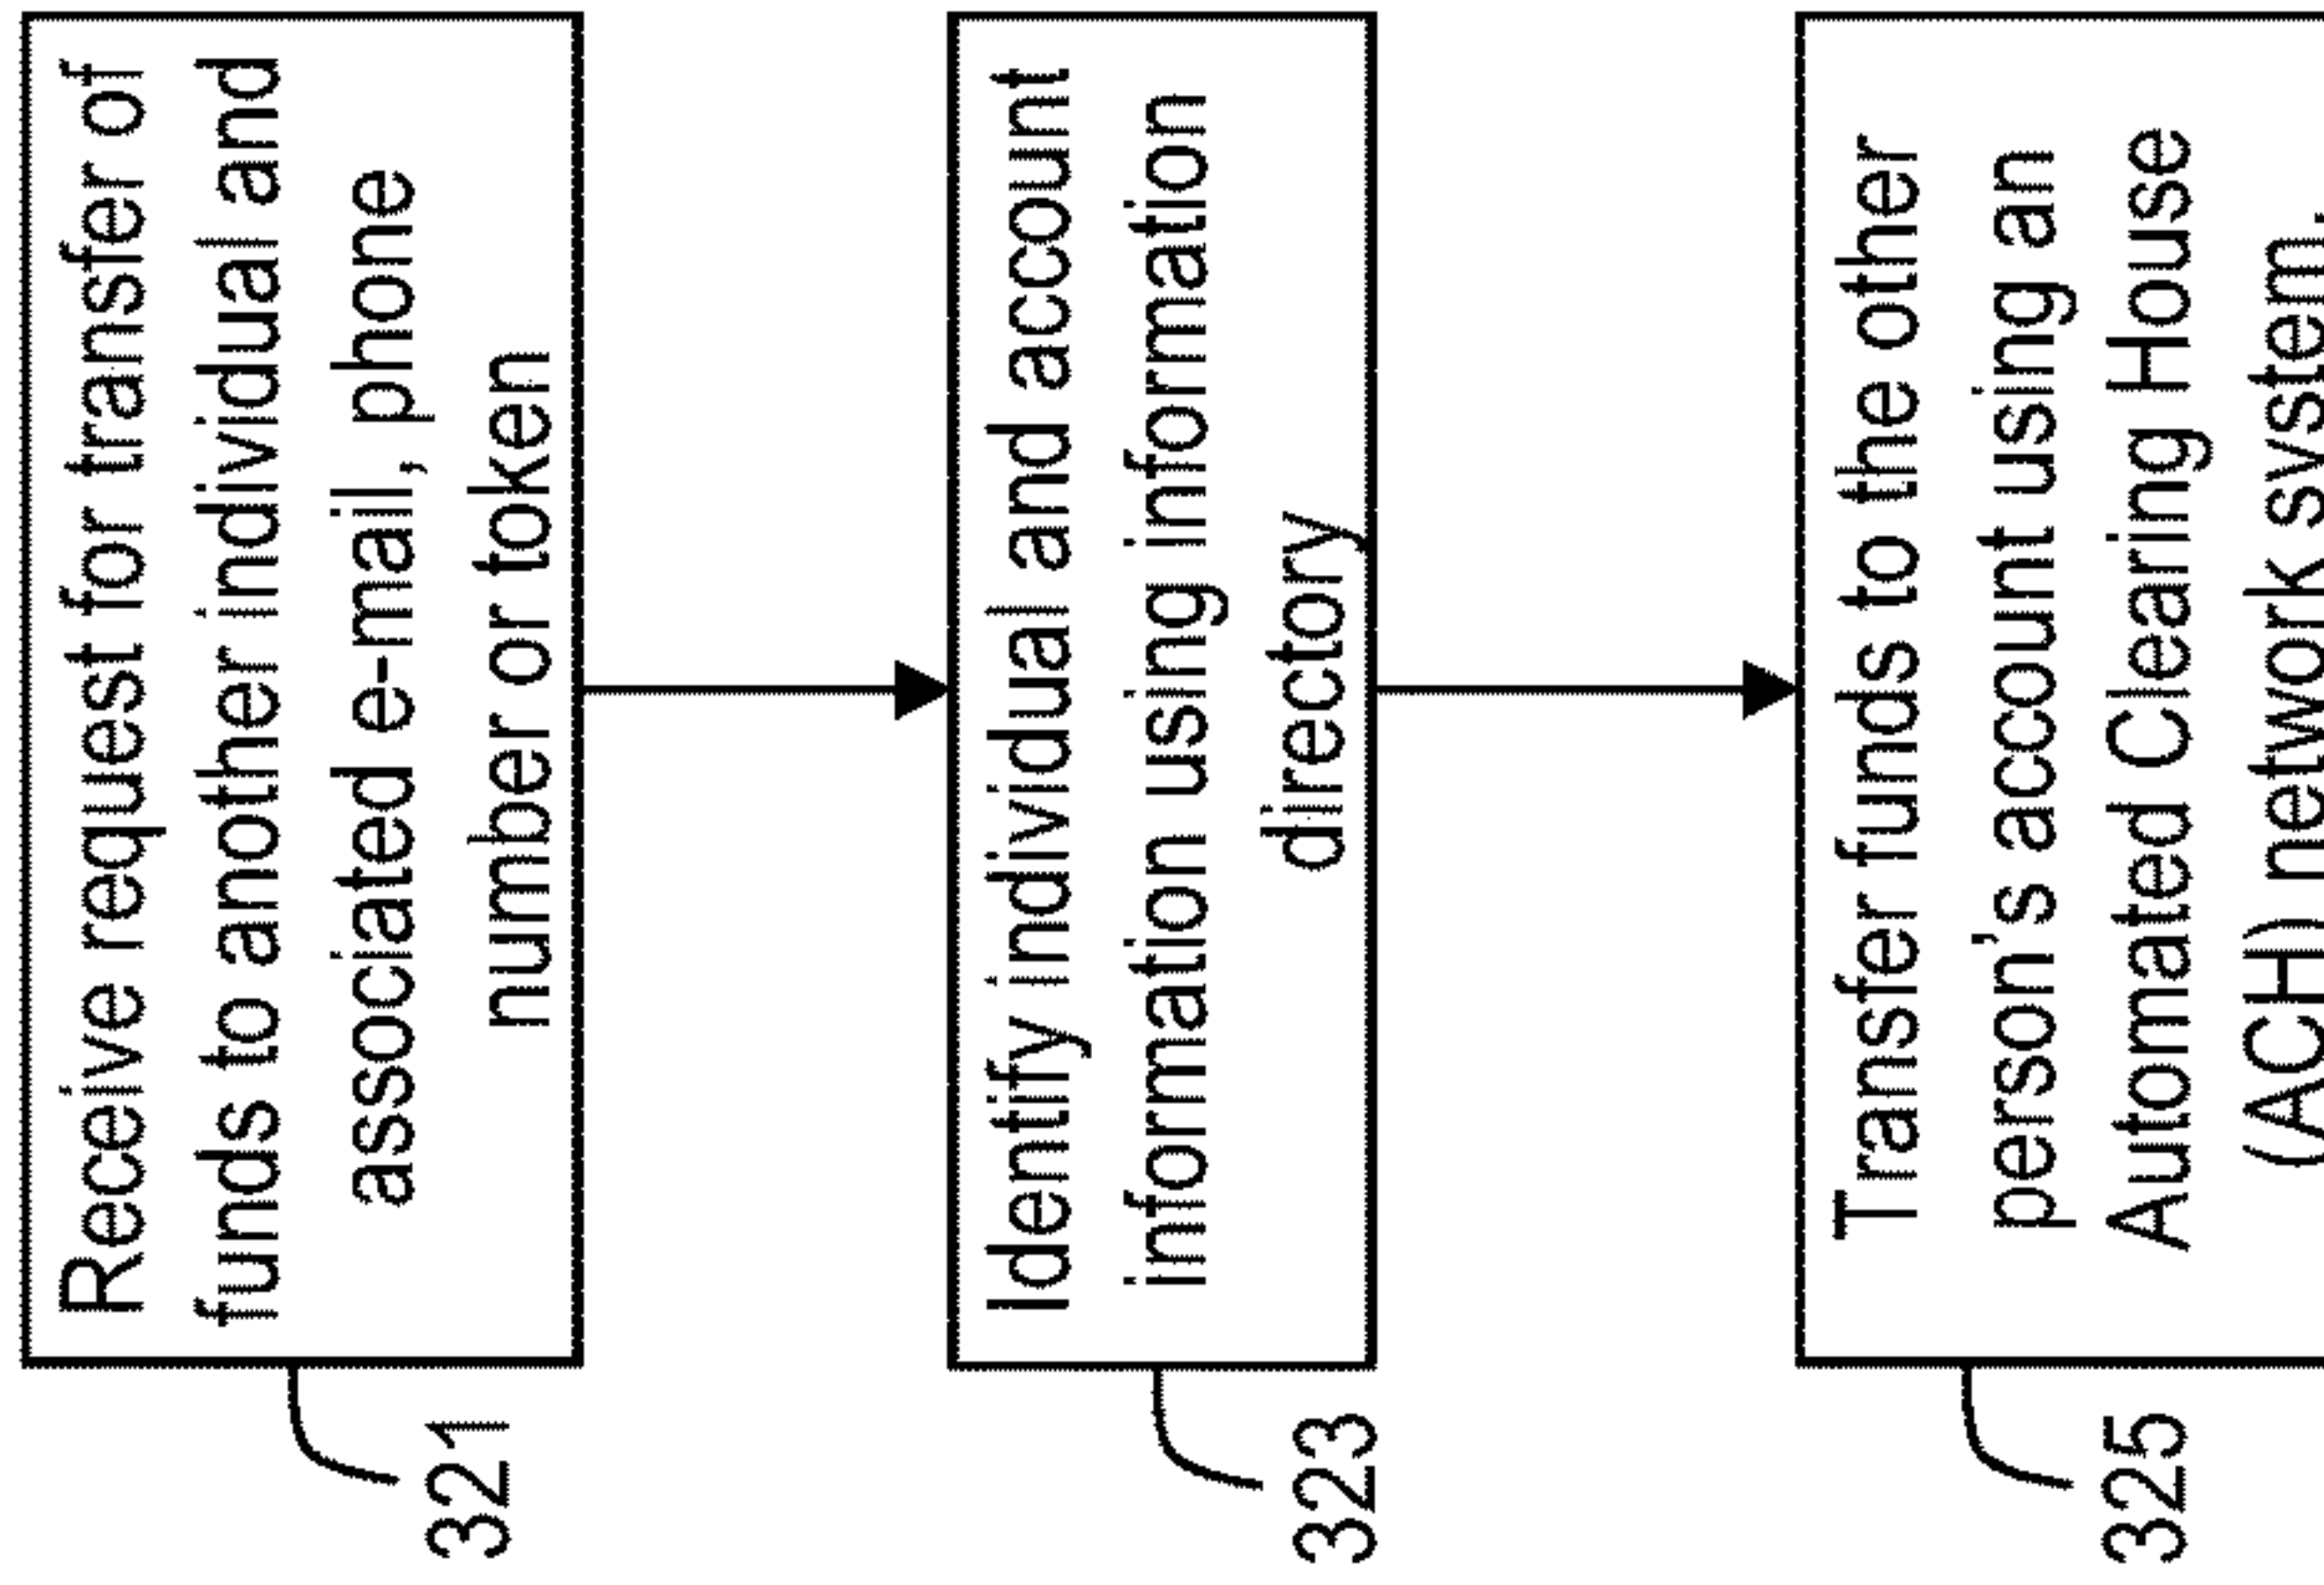 Receive request for transfer of
funds to another individual and
associated e-mail, phone
number or token
321
Identify individual and account
information using information
directory
323
Transfer funds to the other
person's account using an
Automated Clearing House
(ACH) network system.
325